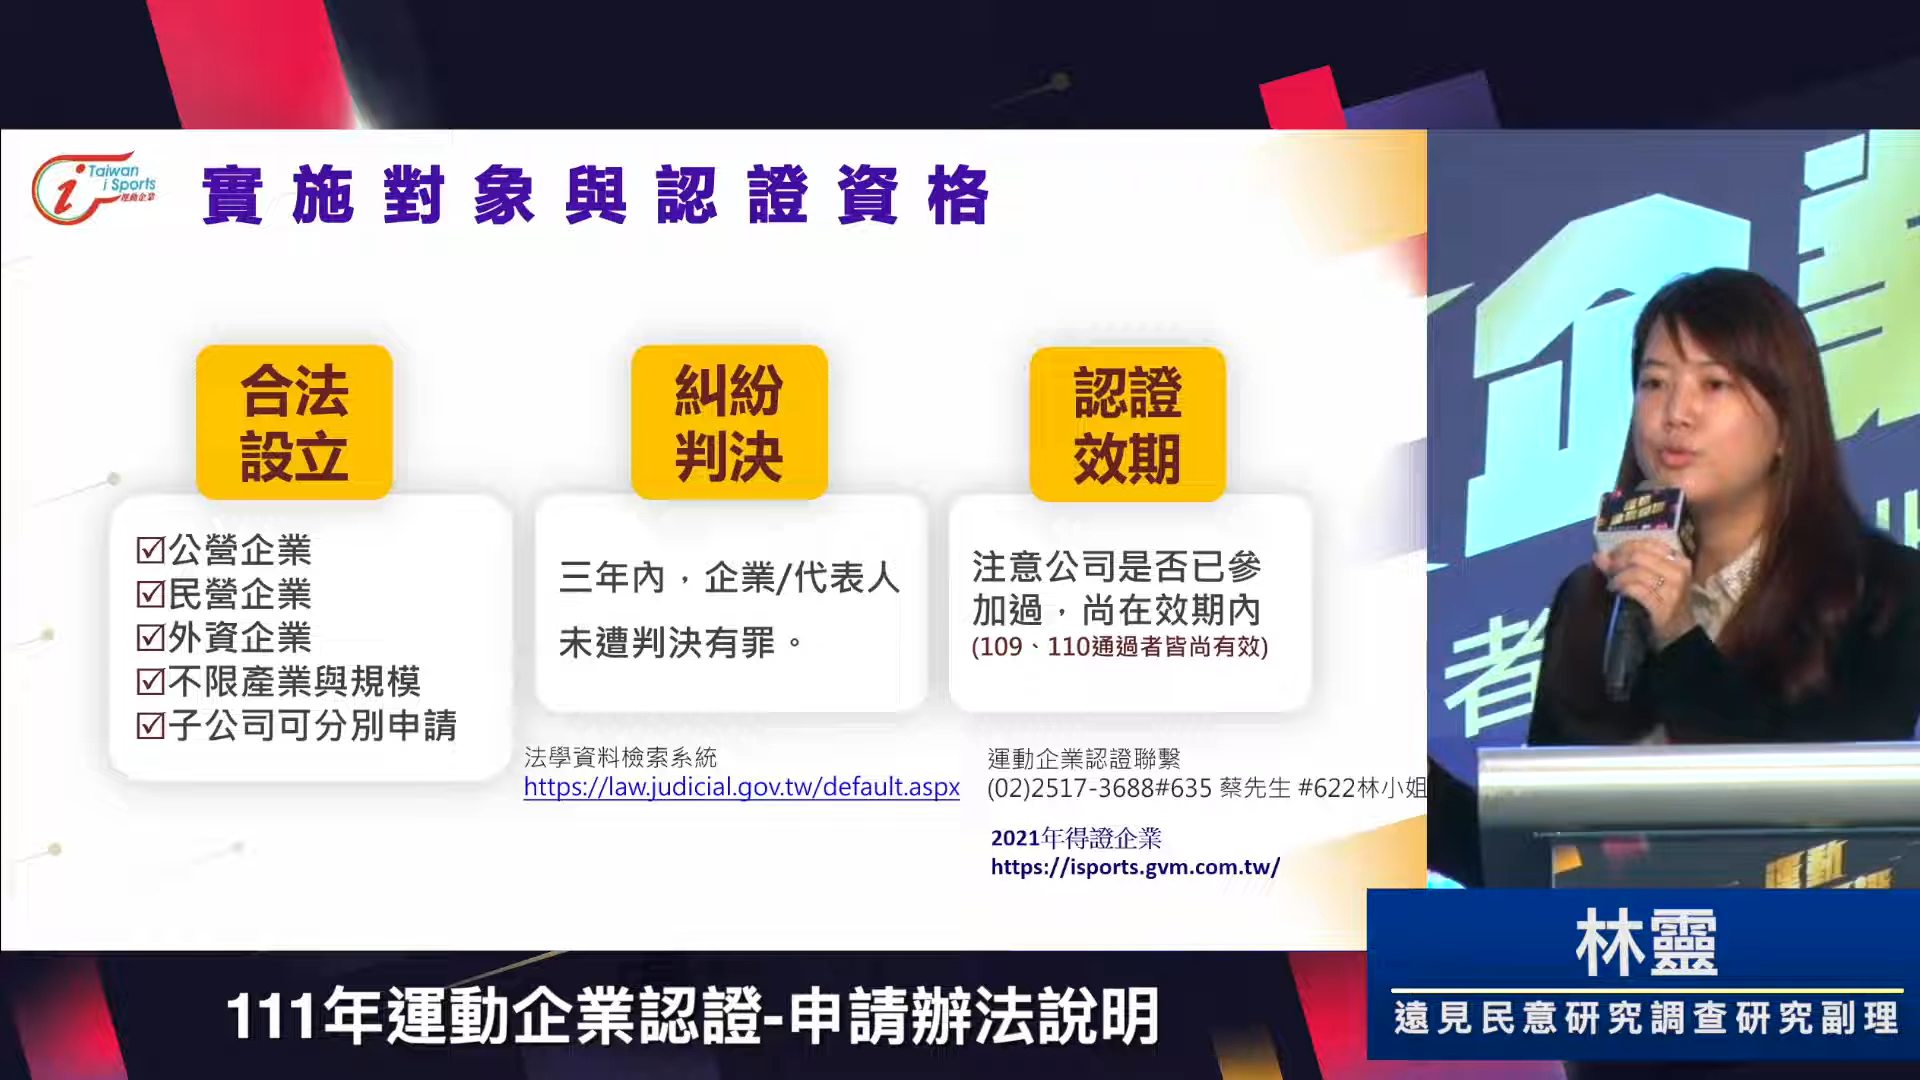 Taiwan
i Sports
運動企業
實施對象與認證資格
合法
設立
☑公營企業
☑民營企業
☑外資企業
☑不限產業與規模
☑子公司可分別申請
糾紛
判決
三年內，企業/代表人
未遭判決有罪。
法學資料檢索系統
https://law.judicial.gov.tw/default.aspx
認證
效期
注意公司是否已參
加過，尚在效期內
(109、110通過者皆尚有效)
運動企業認證聯繫
(02)2517-3688#635 蔡先生 #622林小姐
2021年得證企業
https://isports.gvm.com.tw/
企
者
運動
林靈
遠見民意研究調查研究副理
111年運動企業認證-申請辦法說明